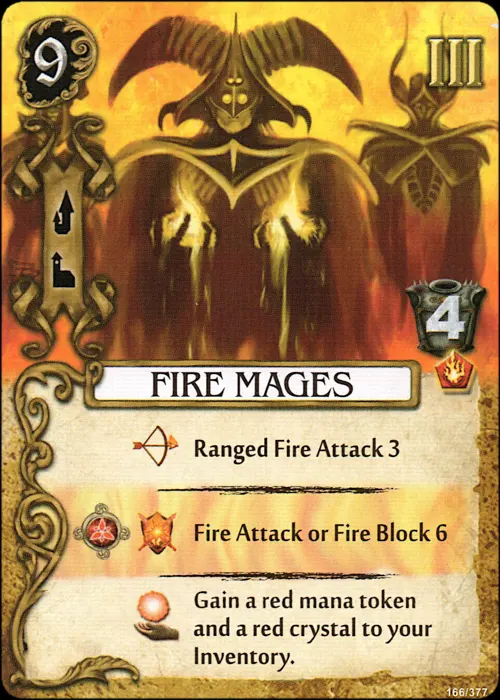 9
III
4
FIRE MAGES
Ranged Fire Attack 3
Fire Attack or Fire Block 6
Gain a red mana token
and a red crystal to your
Inventory.
166/377